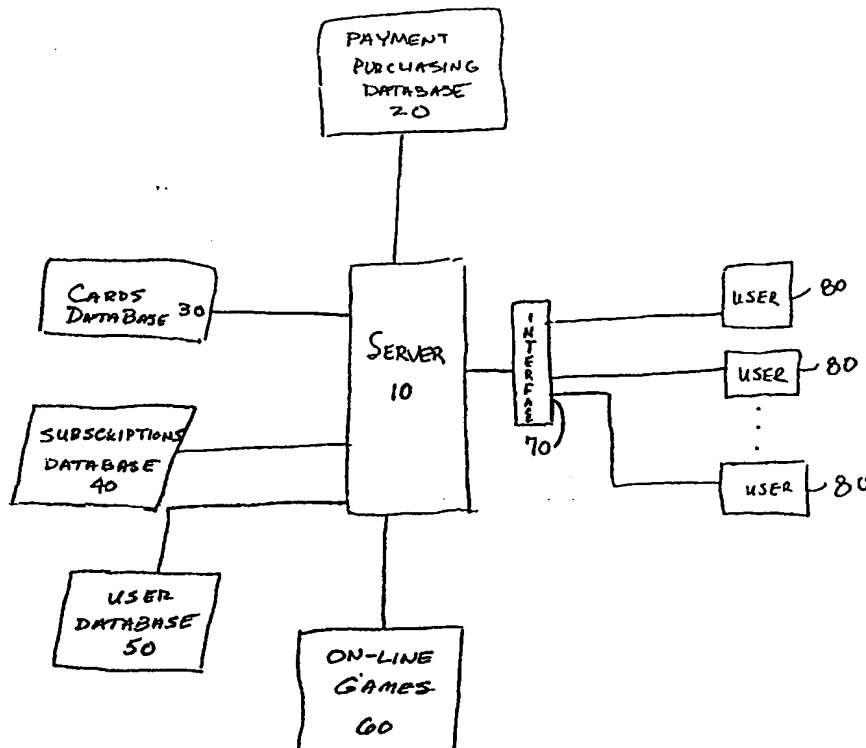 PAYMENT
PURCHASING
DATABASE
20
CARDS
DATABASE 30
SERVER
10
INTERFACE
70
USER 80
USER 80
USER 80
SUBSCRIPTIONS
DATABASE
40
USER
DATABASE
50
ON-LINE
GAMES
60